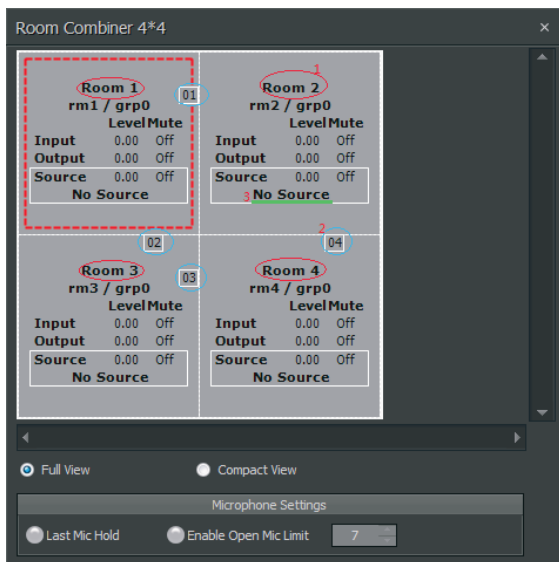 Room Combiner 4*4 ×
1
Room 1 01 Room 2
rm1 / grp0 rm2 / grp0
Level Mute Level Mute
Input 0.00 Off Input 0.00 Off
Output 0.00 Off Output 0.00 Off
Source 0.00 Off Source 0.00 Off
No Source 3 No Source
2
02 04
Room 3 03 Room 4
rm3 / grp0 rm4 / grp0
Level Mute Level Mute
Input 0.00 Off Input 0.00 Off
Output 0.00 Off Output 0.00 Off
Source 0.00 Off Source 0.00 Off
No Source No Source
Full View Compact View
Microphone Settings
Last Mic Hold Enable Open Mic Limit 7